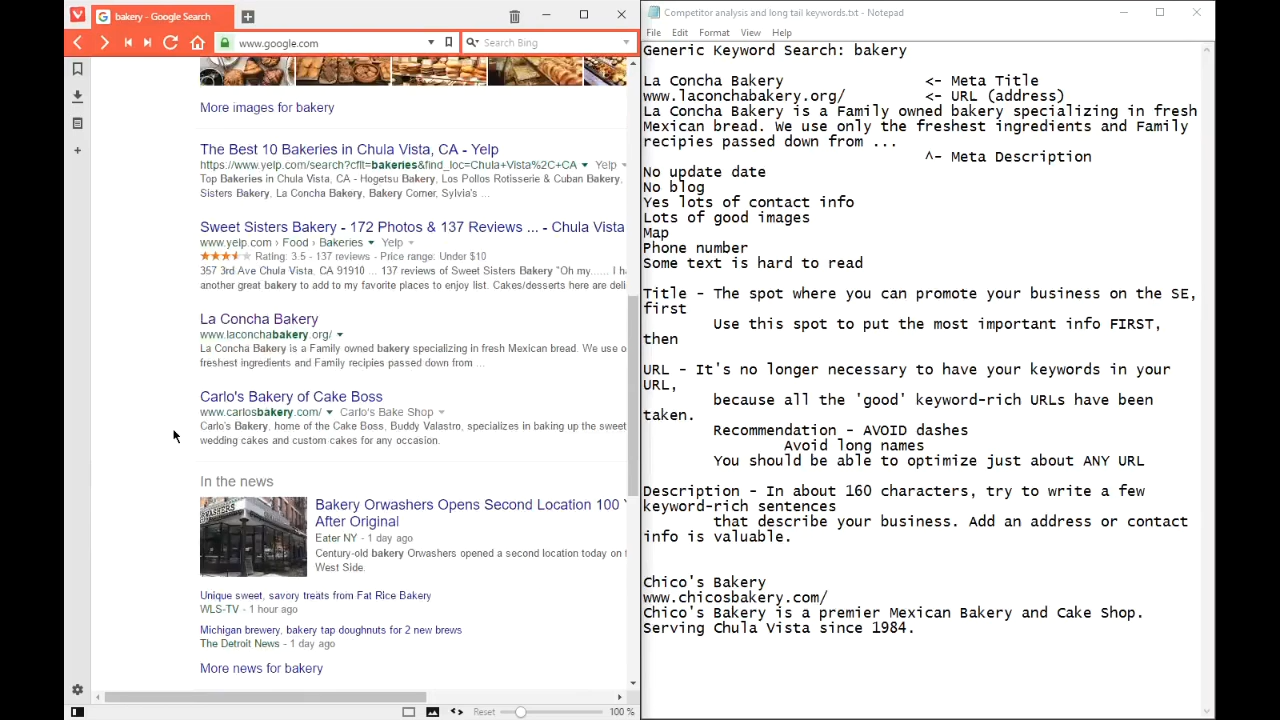 bakery - Google Search
www.google.com
Search Bing
More images for bakery
The Best 10 Bakeries in Chula Vista, CA - Yelp
https://www.yelp.com/search?cflt=bakeries&find_loc=Chula+Vista%2C+CA Yelp
Top Bakeries in Chula Vista, CA - Hogetsu Bakery, Los Pollos Rotisserie & Cuban Bakery,
Sisters Bakery, La Concha Bakery, Bakery Corner, Sylvia's ...
Sweet Sisters Bakery - 172 Photos & 137 Reviews ... - Chula Vista
www.yelp.com › Food › Bakeries Yelp
Rating: 3.5 - 137 reviews - Price range: Under $10
357 3rd Ave Chula Vista, CA 91910 ... 137 reviews of Sweet Sisters Bakery "Oh my...... I h
another great bakery to add to my favorite places to enjoy list. Cakes/desserts here are deli
La Concha Bakery
www.laconchabakery.org/
La Concha Bakery is a Family owned bakery specializing in fresh Mexican bread. We use o
freshest ingredients and Family recipies passed down from ...
Carlo's Bakery of Cake Boss
www.carlosbakery.com/ Carlo's Bake Shop
Carlo's Bakery, home of the Cake Boss, Buddy Valastro, specializes in baking up the sweet
wedding cakes and custom cakes for any occasion.
In the news
WASHERS
Bakery Orwashers Opens Second Location 100 Y
After Original
Eater NY - 1 day ago
Century-old bakery Orwashers opened a second location today on t
West Side.
Unique sweet, savory treats from Fat Rice Bakery
WLS-TV - 1 hour ago
Michigan brewery, bakery tap doughnuts for 2 new brews
The Detroit News - 1 day ago
More news for bakery
Reset
100 %
Competitor analysis and long tail keywords.txt - Notepad
File Edit Format View Help
Generic Keyword Search: bakery
La Concha Bakery <- Meta Title
www.laconchabakery.org/ <- URL (address)
La Concha Bakery is a Family owned bakery specializing in fresh
Mexican bread. We use only the freshest ingredients and Family
recipies passed down from ...
^- Meta Description
No update date
No blog
Yes lots of contact info
Lots of good images
Map
Phone number
Some text is hard to read
Title - The spot where you can promote your business on the SE,
first
Use this spot to put the most important info FIRST,
then
URL - It's no longer necessary to have your keywords in your
URL,
because all the 'good' keyword-rich URLs have been
taken.
Recommendation - AVOID dashes
Avoid long names
You should be able to optimize just about ANY URL
Description - In about 160 characters, try to write a few
keyword-rich sentences
that describe your business. Add an address or contact
info is valuable.
Chico's Bakery
www.chicosbakery.com/
Chico's Bakery is a premier Mexican Bakery and Cake Shop.
Serving Chula Vista since 1984.